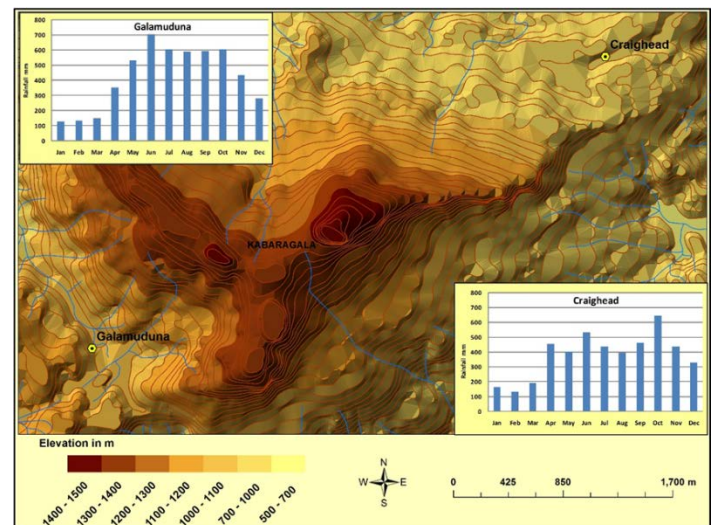 Galamuduna
Rainfall mm
800
700
600
500
400
300
200
100
0
Jan Feb Mar Apr May Jun Jul Aug Sep Oct Nov Dec
Craighead
KABARAGALA
Galamuduna
Craighead
Rainfall mm
800
700
600
500
400
300
200
100
0
Jan Feb Mar Apr May Jun Jul Aug Sep Oct Nov Dec
Elevation in m
1400 - 1500
1300 - 1400
1200 - 1300
1100 - 1200
1000 - 1100
700 - 1000
500 - 700
N
W E
S
0 425 850 1,700 m